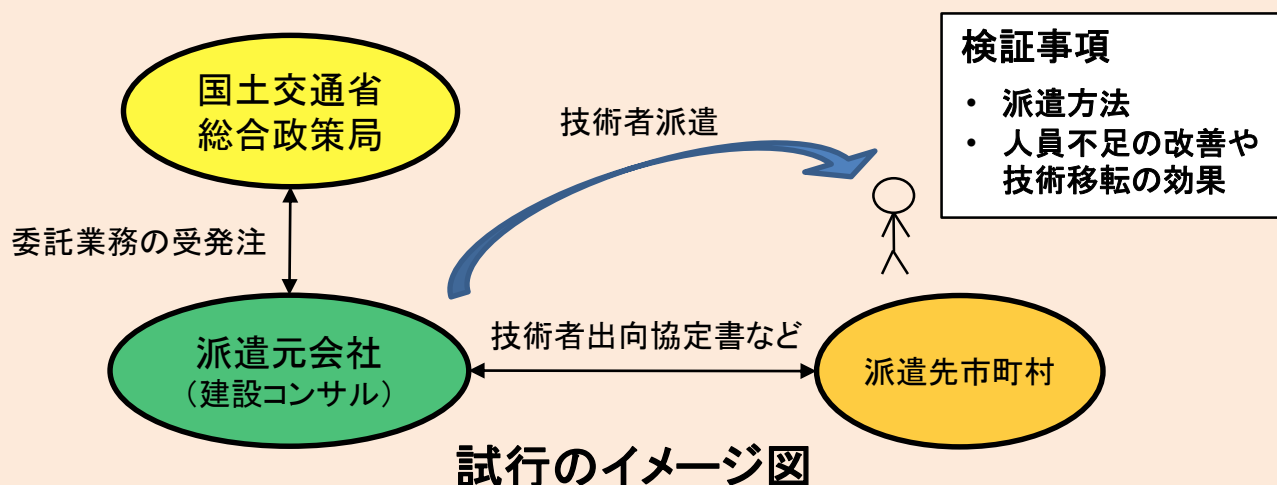 国土交通省
総合政策局
検証事項
・ 派遣方法
・ 人員不足の改善や
技術移転の効果
技術者派遣
委託業務の受発注
派遣元会社
（建設コンサル）
技術者出向協定書など
派遣先市町村
試行のイメージ図